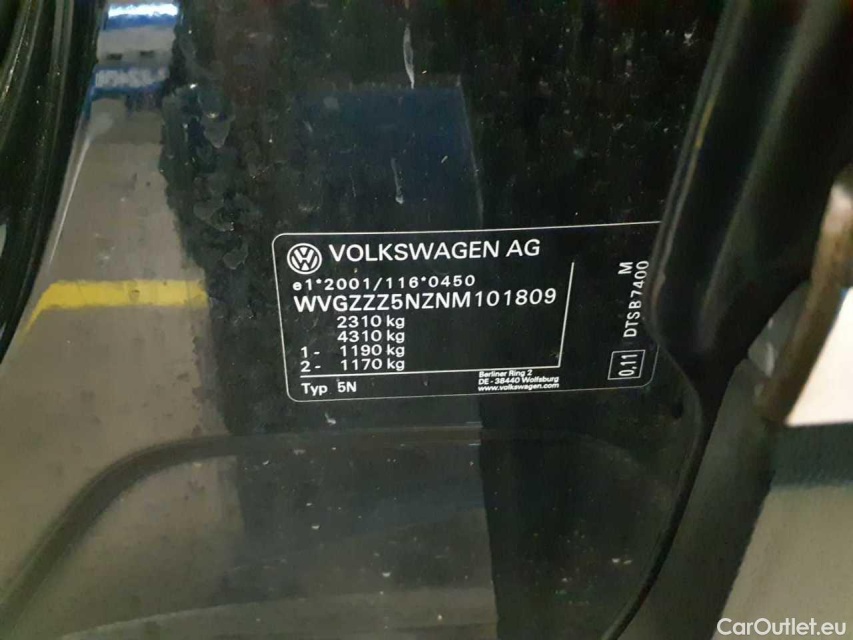 VOLKSWAGEN AG
e1*2001/116*0450
WVGZZZ5NZNM101809
2310 kg
4310 kg
1 - 1190 kg
2 - 1170 kg
Typ 5N
Berliner Ring 2
DE - 38440 Wolfsburg
www.volkswagen.com
M
DTSB7400
0,11
CarOutlet.eu